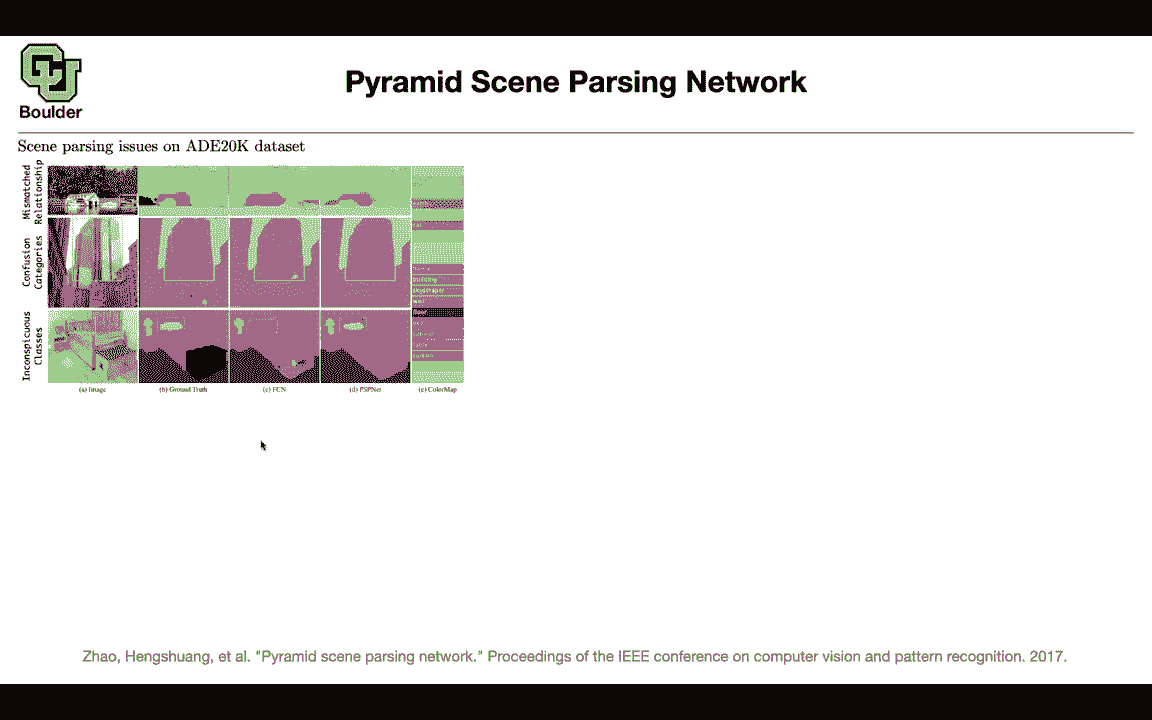 Boulder
Pyramid Scene Parsing Network
Scene parsing issues on ADE20K dataset
Mismatched
Relationship
Confusion
Categories
Inconspicuous
Classes
building
skyscraper
(a) Image
(b) Ground Truth
(c) FCN
(d) PSPNet
(e) ColorMap
Zhao, Hengshuang, et al. "Pyramid scene parsing network." Proceedings of the IEEE conference on computer vision and pattern recognition. 2017.